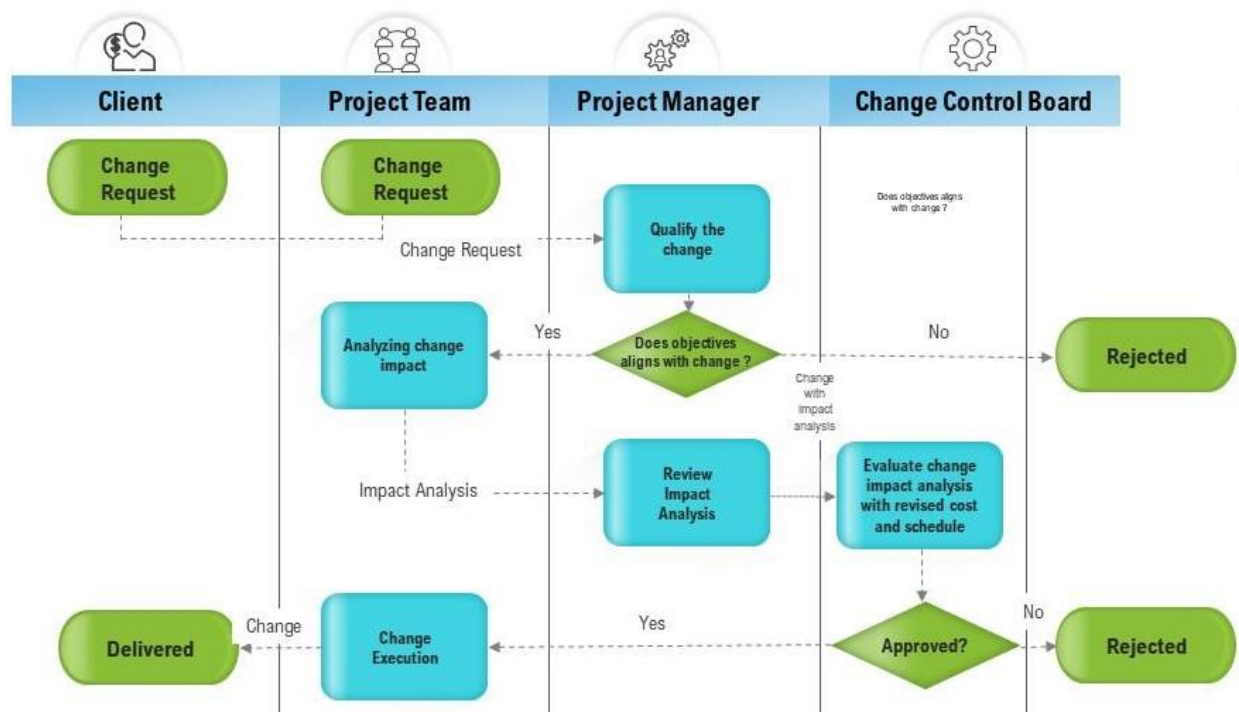 Client
Project Team
Project Manager
Change Control Board
Change
Request
Change
Request
Does objectives aligns
with change ?
Qualify the
change
Change Request
Yes
No
Analyzing change
impact
Does objectives
aligns with change ?
Rejected
Change
with
impact
analysis
Impact Analysis
Review
Impact
Analysis
Evaluate change
impact analysis
with revised cost
and schedule
Delivered
Change
Change
Execution
Yes
Approved?
No
Rejected